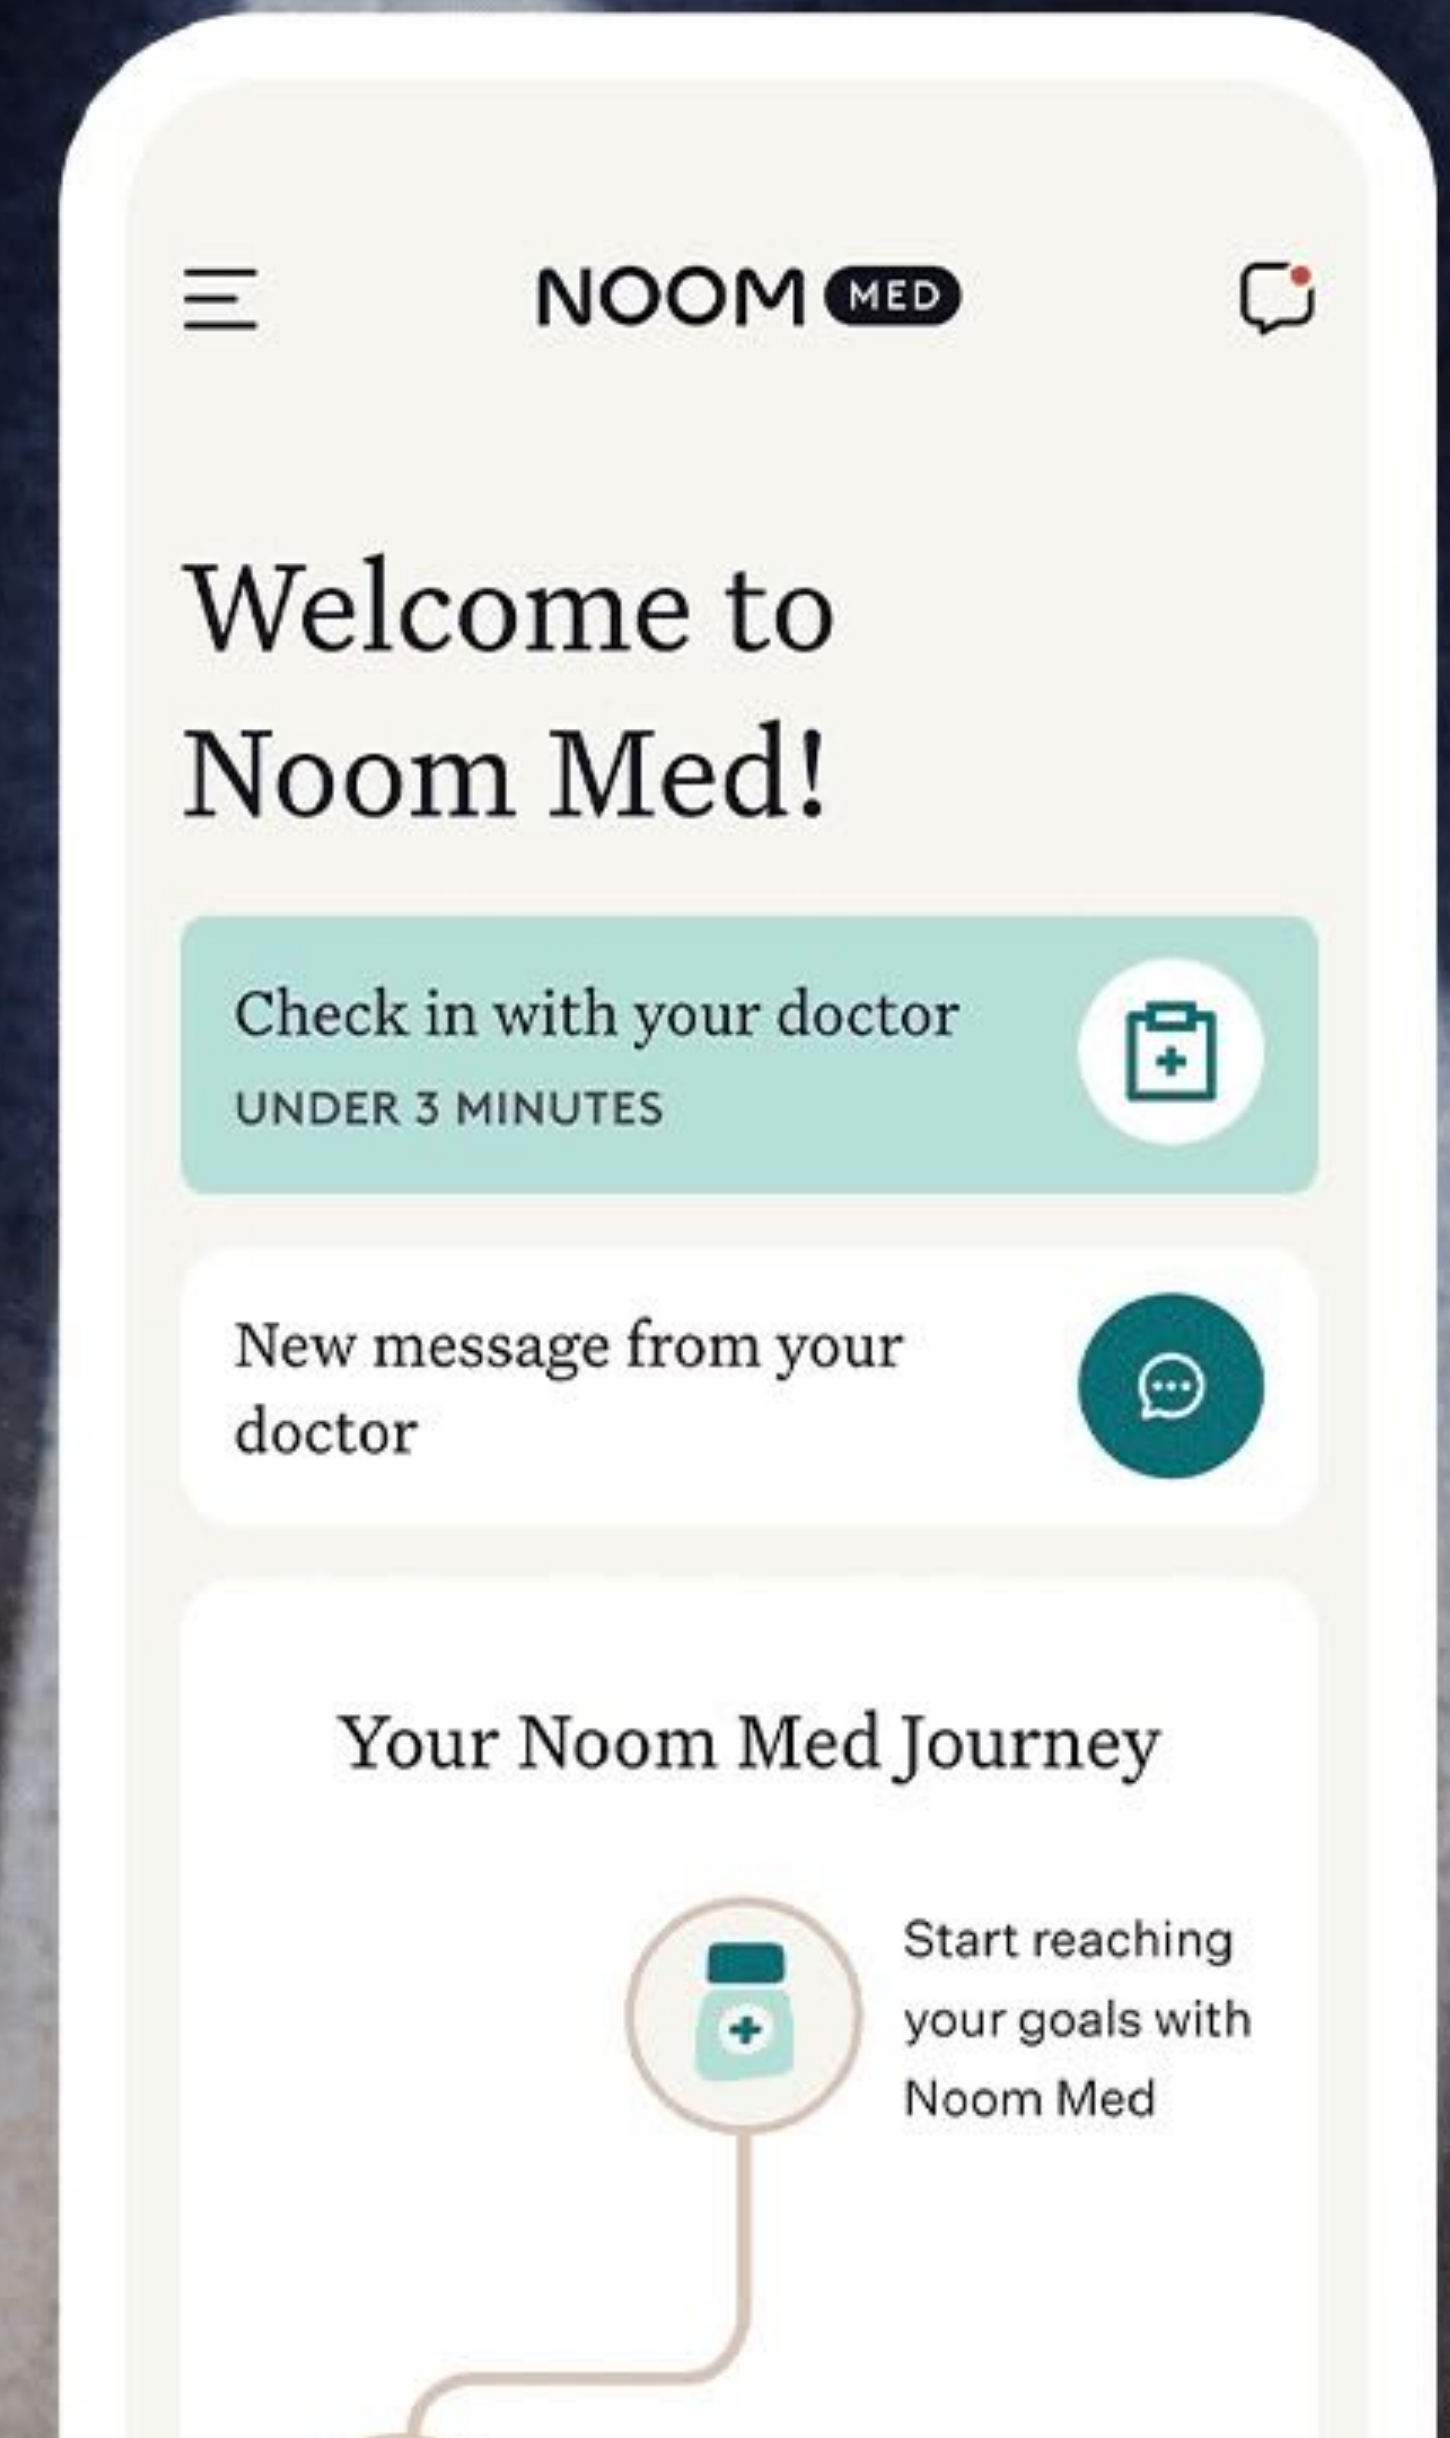 NOOM MED
Welcome to
Noom Med!
Check in with your doctor
UNDER 3 MINUTES
New message from your
doctor
Your Noom Med Journey
Start reaching
your goals with
Noom Med